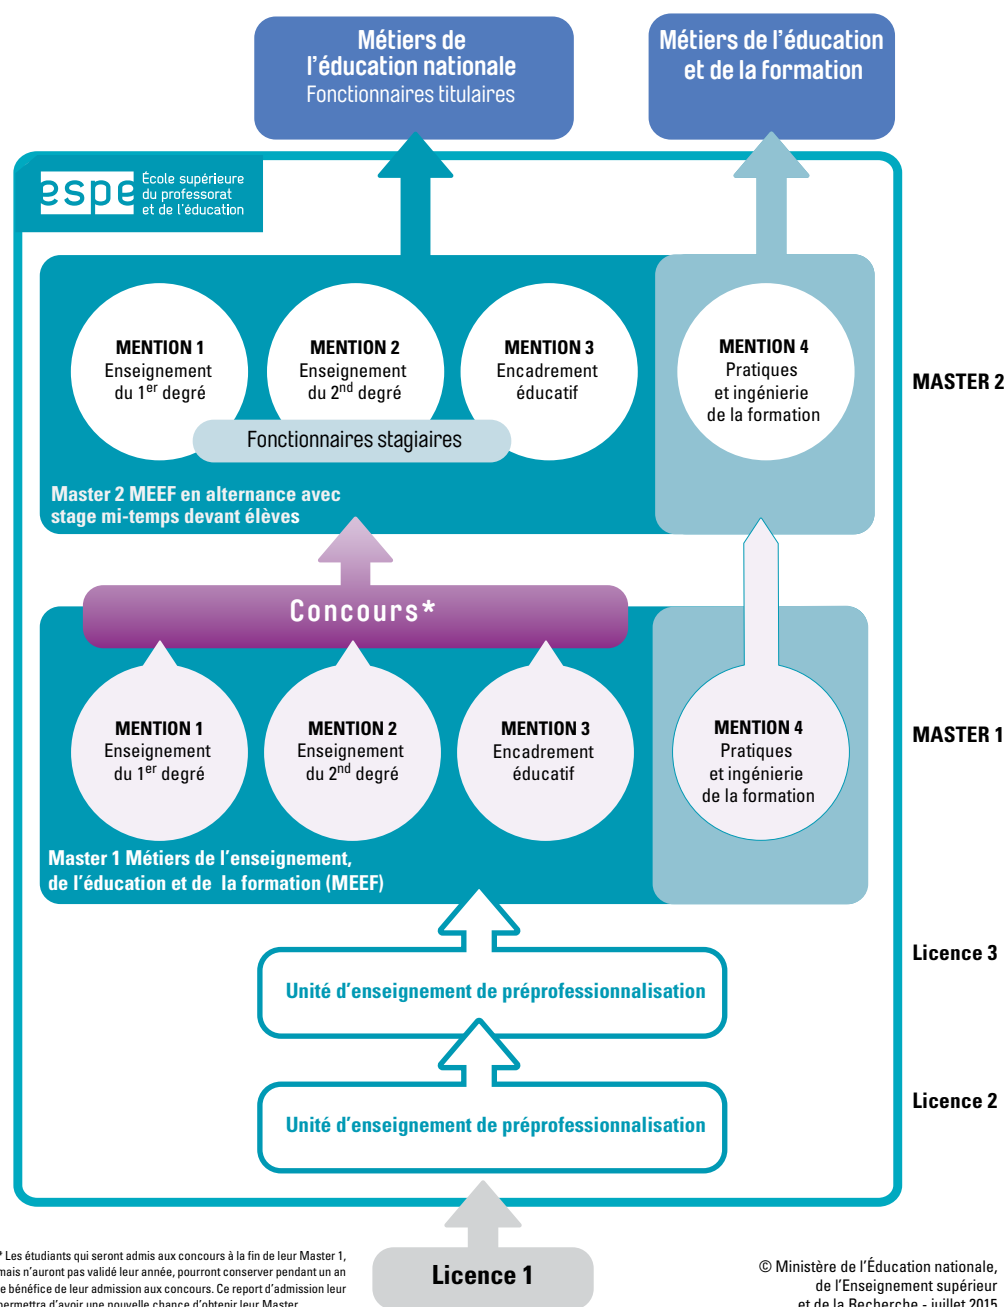 Métiers de
l'éducation nationale
Fonctionnaires titulaires
Métiers de l'éducation
et de la formation
espe
École supérieure
du professorat
et de l'éducation
MENTION 1
Enseignement
du 1er degré
MENTION 2
Enseignement
du 2nd degré
MENTION 3
Encadrement
éducatif
MENTION 4
Pratiques
et ingénierie
de la formation
MASTER 2
Fonctionnaires stagiaires
Master 2 MEEF en alternance avec
stage mi-temps devant élèves
Concours*
MENTION 1
Enseignement
du 1er degré
MENTION 2
Enseignement
du 2nd degré
MENTION 3
Encadrement
éducatif
MENTION 4
Pratiques
et ingénierie
de la formation
MASTER 1
Master 1 Métiers de l'enseignement,
de l'éducation et de la formation (MEEF)
Licence 3
Unité d'enseignement de préprofessionnalisation
Licence 2
Unité d'enseignement de préprofessionnalisation
Licence 1
* Les étudiants qui seront admis aux concours à la fin de leur Master 1,
mais n'auront pas validé leur année, pourront conserver pendant un an
le bénéfice de leur admission aux concours. Ce report d'admission leur
permettra d'avoir une nouvelle chance d'obtenir leur Master.
© Ministère de l'Éducation nationale,
de l'Enseignement supérieur
et de la Recherche - juillet 2015